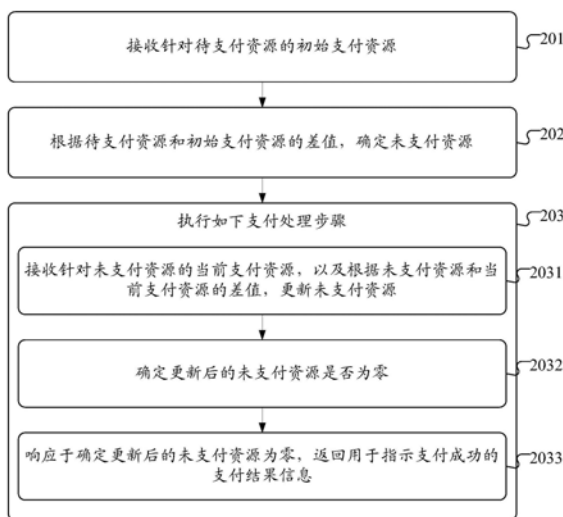 接收针对待支付资源的初始支付资源
201
根据待支付资源和初始支付资源的差值，确定未支付资源
202
203
执行如下支付处理步骤
接收针对未支付资源的当前支付资源，以及根据未支付资源和当
前支付资源的差值，更新未支付资源
2031
确定更新后的未支付资源是否为零
2032
响应于确定更新后的未支付资源为零，返回用于指示支付成功的
支付结果信息
2033